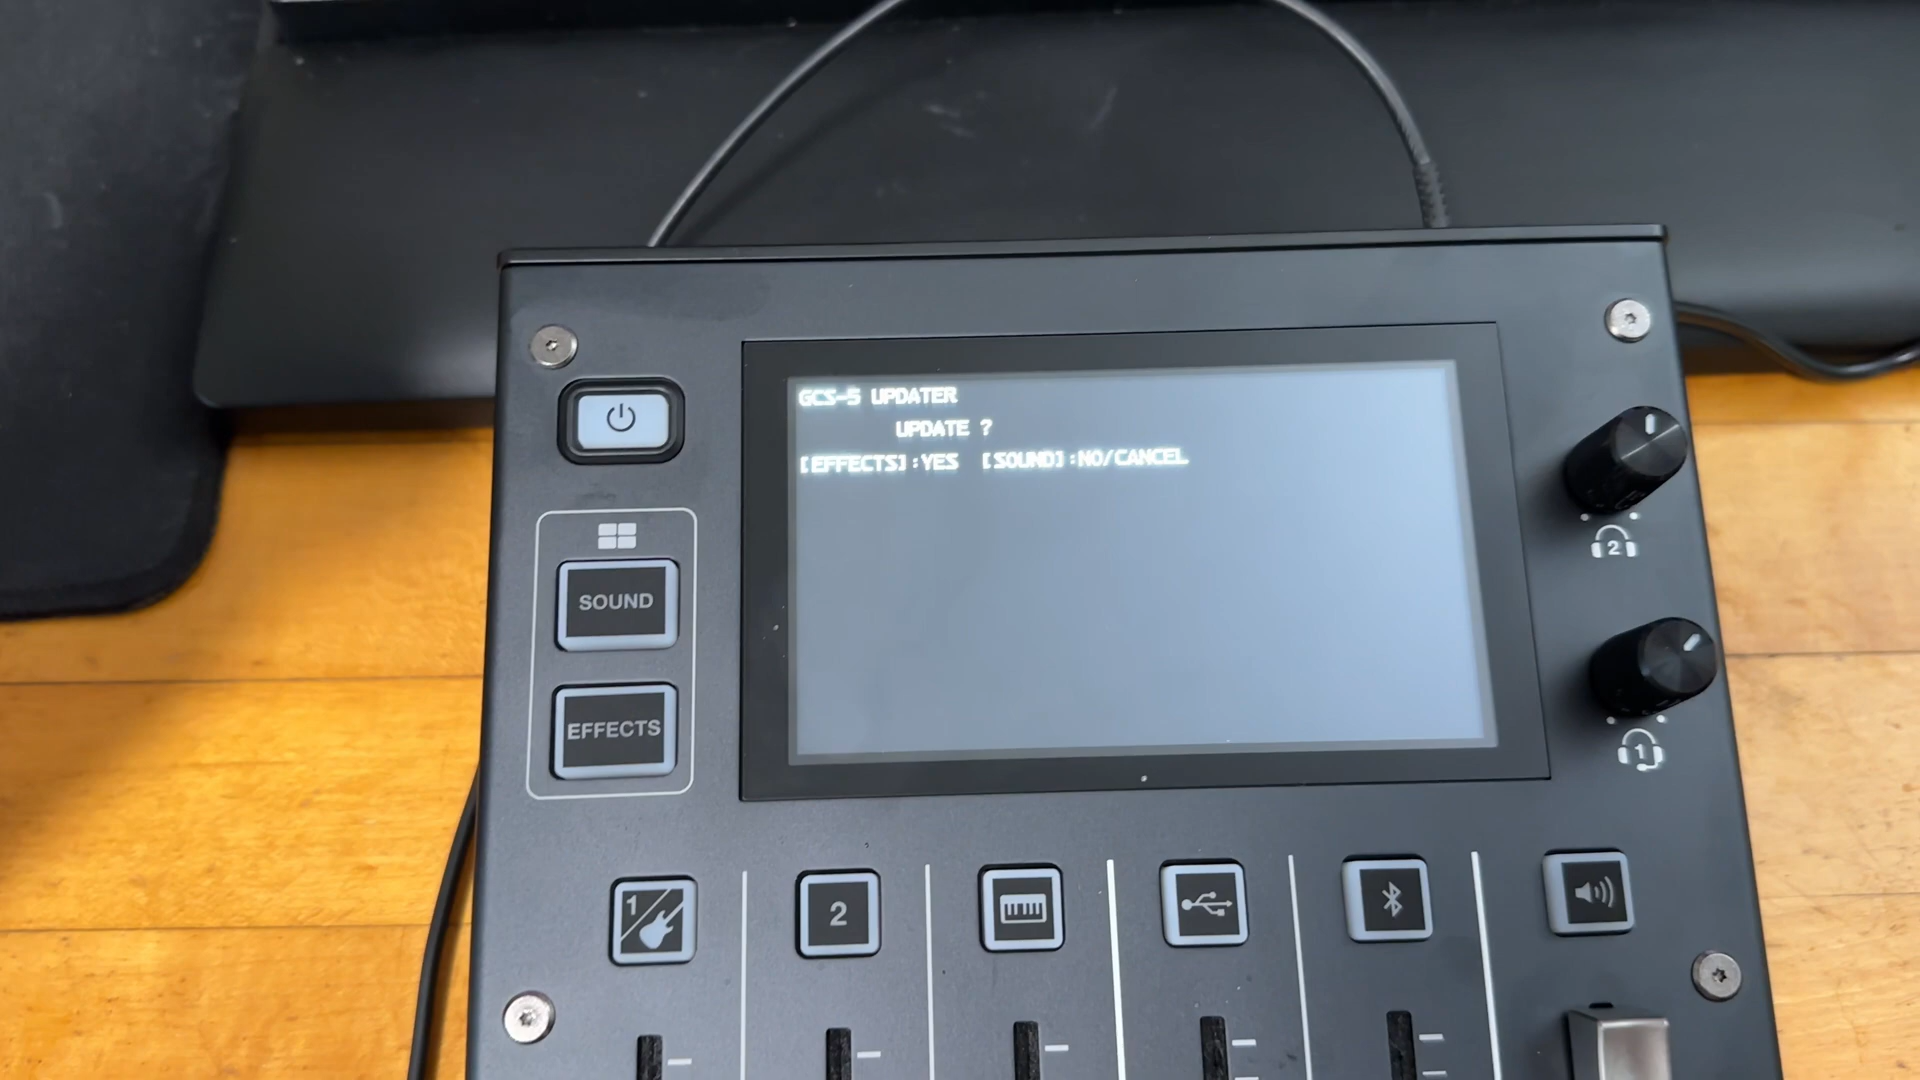 GCS-5 UPDATER
UPDATE ?
[EFFECTS]:YES [SOUND]:NO/CANCEL
SOUND
EFFECTS
2
1
1
2